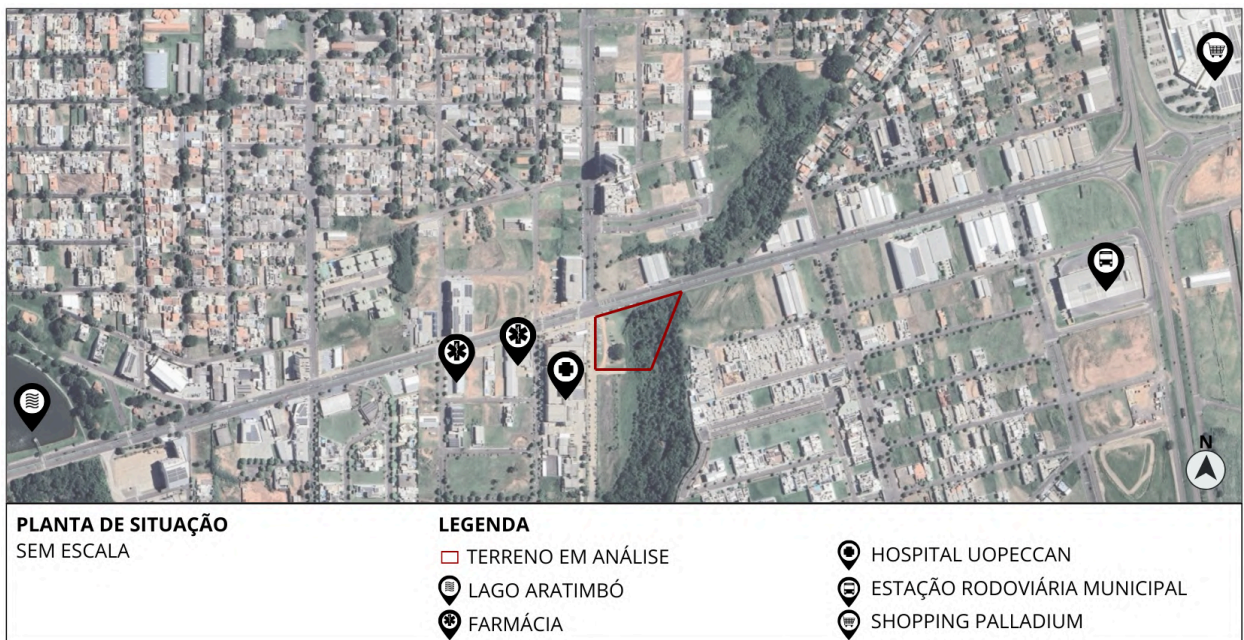 N
PLANTA DE SITUAÇÃO
SEM ESCALA
LEGENDA
TERRENO EM ANÁLISE
LAGO ARATIMBÓ
FARMÁCIA
HOSPITAL UOPECCAN
ESTAÇÃO RODOVIÁRIA MUNICIPAL
SHOPPING PALLADIUM